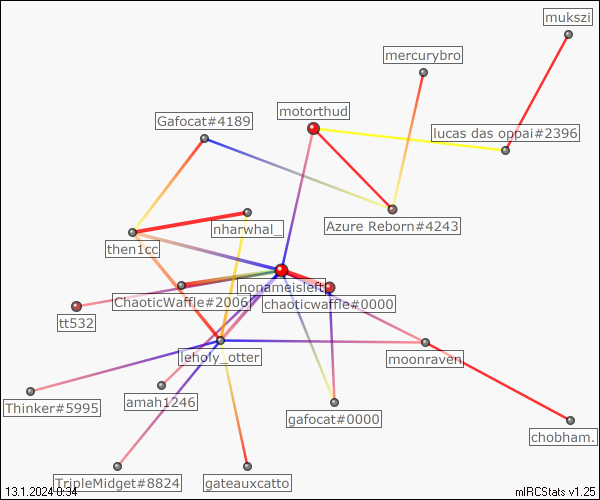 mukszi
mercurybro
motorthud
Gafocat#4189
lucas das oppai#2396
nharwhal_
Azure Reborn#4243
then1cc
nonameisleft
ChaoticWaffle#2006
chaoticwaffle#0000
tt532
leholy_otter
moonraven
Thinker#5995
amah1246
gafocat#0000
chobham.
TripleMidget#8824
gateauxcatto
13.1.2024 0:34
mIRCStats v1.25